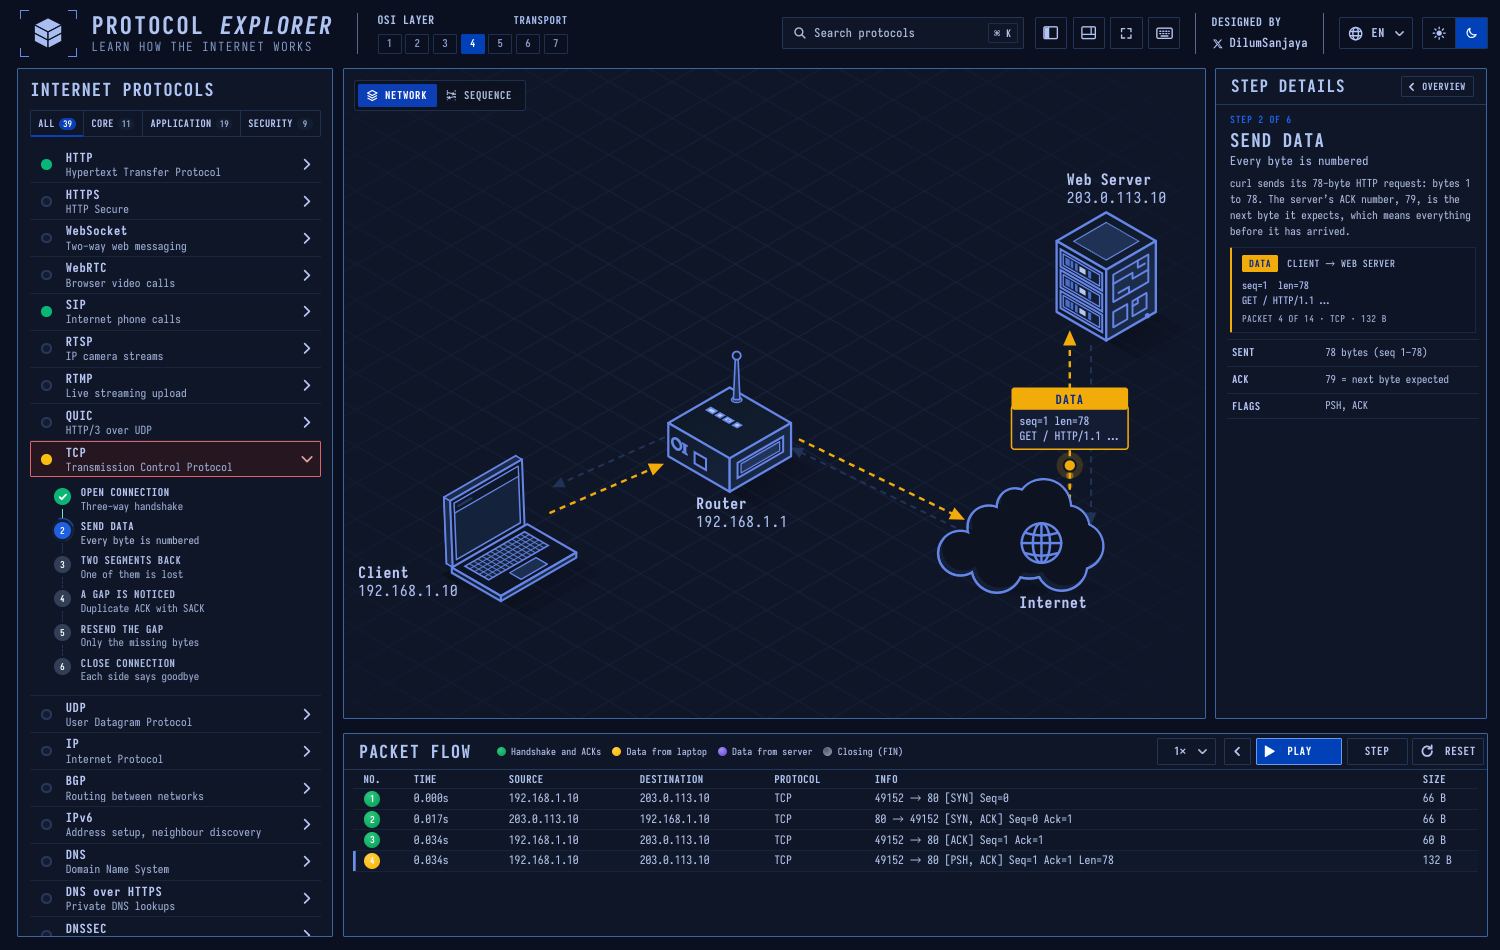 PROTOCOL EXPLORER
LEARN HOW THE INTERNET WORKS
OSI LAYER TRANSPORT
1 2 3 4 5 6 7
Search protocols ⌘ K
DESIGNED BY
DilumSanjaya
EN
INTERNET PROTOCOLS
ALL 39 CORE 11 APPLICATION 19 SECURITY 9
HTTP
Hypertext Transfer Protocol
HTTPS
HTTP Secure
WebSocket
Two-way web messaging
WebRTC
Browser video calls
SIP
Internet phone calls
RTSP
IP camera streams
RTMP
Live streaming upload
QUIC
HTTP/3 over UDP
TCP
Transmission Control Protocol
OPEN CONNECTION
Three-way handshake
2 SEND DATA
Every byte is numbered
3 TWO SEGMENTS BACK
One of them is lost
4 A GAP IS NOTICED
Duplicate ACK with SACK
5 RESEND THE GAP
Only the missing bytes
6 CLOSE CONNECTION
Each side says goodbye
UDP
User Datagram Protocol
IP
Internet Protocol
BGP
Routing between networks
IPv6
Address setup, neighbour discovery
DNS
Domain Name System
DNS over HTTPS
Private DNS lookups
DNSSEC
NETWORK SEQUENCE
Web Server
203.0.113.10
DATA
seq=1 len=78
GET / HTTP/1.1 …
Router
192.168.1.1
Client
192.168.1.10
Internet
STEP DETAILS OVERVIEW
STEP 2 OF 6
SEND DATA
Every byte is numbered
curl sends its 78-byte HTTP request: bytes 1
to 78. The server's ACK number, 79, is the
next byte it expects, which means everything
before it has arrived.
DATA CLIENT → WEB SERVER
seq=1 len=78
GET / HTTP/1.1 …
PACKET 4 OF 14 · TCP · 132 B
SENT 78 bytes (seq 1–78)
ACK 79 = next byte expected
FLAGS PSH, ACK
PACKET FLOW Handshake and ACKs Data from laptop Data from server Closing (FIN) 1× PLAY STEP RESET
NO. TIME SOURCE DESTINATION PROTOCOL INFO SIZE
1 0.000s 192.168.1.10 203.0.113.10 TCP 49152 → 80 [SYN] Seq=0 66 B
2 0.017s 203.0.113.10 192.168.1.10 TCP 80 → 49152 [SYN, ACK] Seq=0 Ack=1 66 B
3 0.034s 192.168.1.10 203.0.113.10 TCP 49152 → 80 [ACK] Seq=1 Ack=1 60 B
4 0.034s 192.168.1.10 203.0.113.10 TCP 49152 → 80 [PSH, ACK] Seq=1 Ack=1 Len=78 132 B